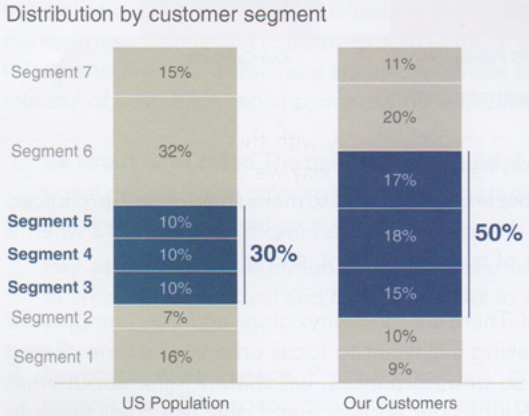 Distribution by customer segment
Segment 7 15% 11%
Segment 6 32% 20%
Segment 5 10% 17%
Segment 4 10% 30% 18% 50%
Segment 3 10% 15%
Segment 2 7% 10%
Segment 1 16% 9%
US Population Our Customers